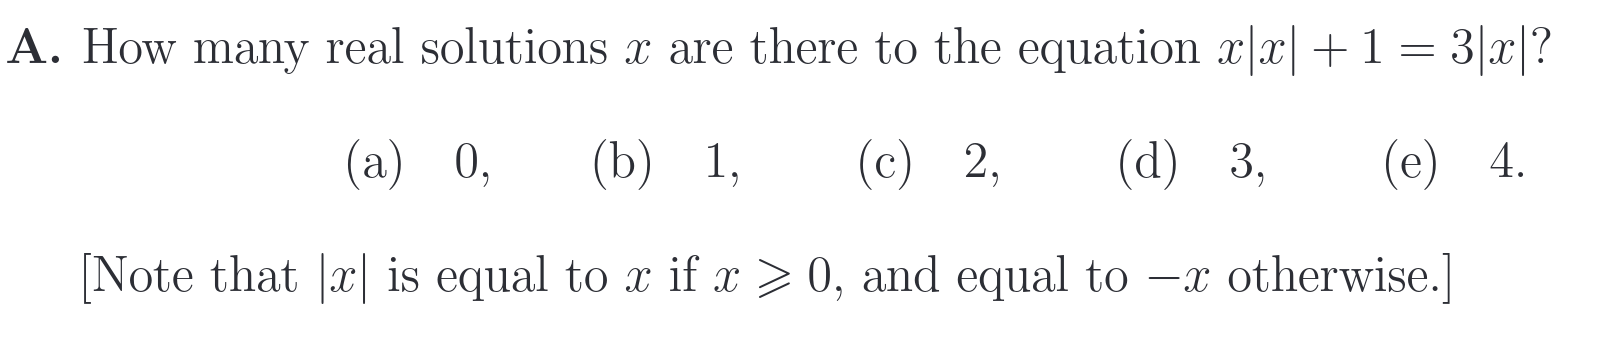 A. How many real solutions x are there to the equation x|x| + 1 = 3|x|?
(a) 0, (b) 1, (c) 2, (d) 3, (e) 4.
[Note that |x| is equal to x if x ⩾ 0, and equal to −x otherwise.]